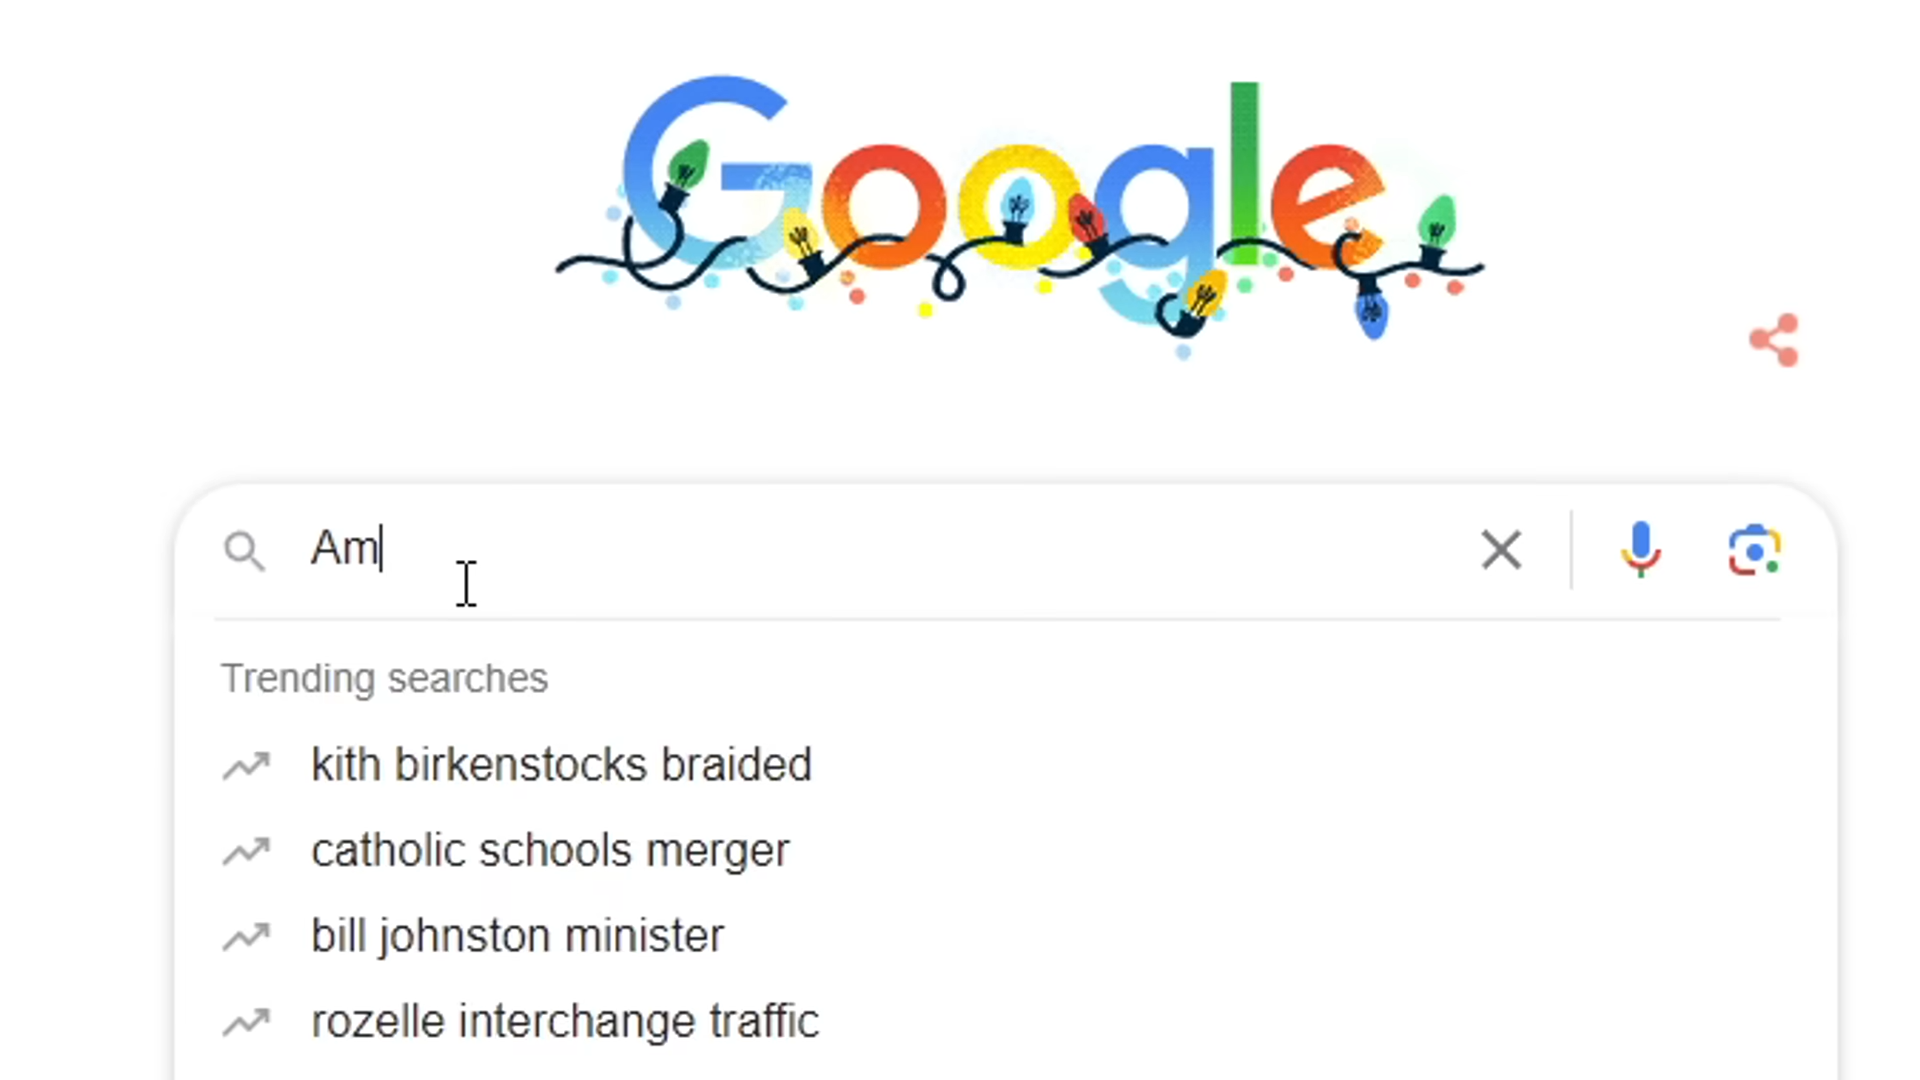 Google
Am
Trending searches
kith birkenstocks braided
catholic schools merger
bill johnston minister
rozelle interchange traffic